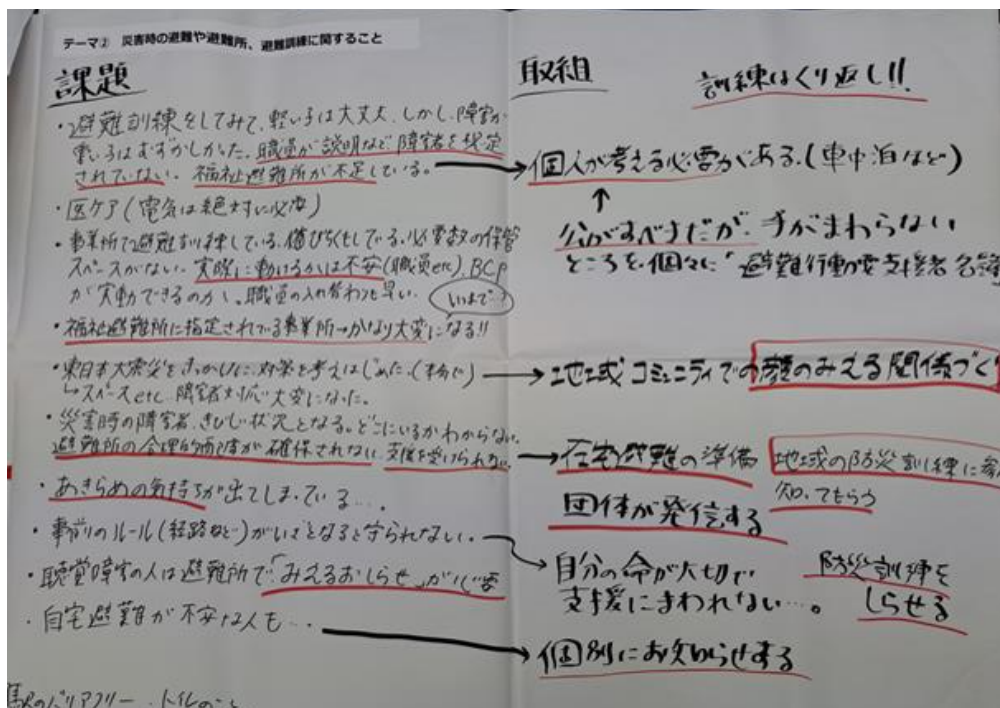 テーマ② 災害時の避難や避難所、避難訓練に関すること
課題
・避難訓練をしてみて、軽い子は大丈夫、しかし、障害が
重い子はむずかしかった。職員が説明など障害者を想定
されていない。福祉避難所が不足している。
・医ケア(電気は絶対に必要)
・事業所で避難訓練している。備びちくもしている。必要数の保管
スペースがない。実際に動けるかは不安(職員etc)、BCP
が実動できるのか。職員の入れ替わりも早い。
いつまで?
・福祉避難所に指定されている事業所→かなり大変になる!!
・東日本大震災をきっかけに、対策を考えはじめた。
↳スペースetc 障害者対応 大変になった。
・災害時の障害者、きびしい状況となる。どこにいるかわからない。
避難所の合理的配慮が確保されない。支援を受けられない
・あきらめの気持ちが出てしまっている...。
・事前のルール(経路など)がいざとなると守られない。
・聴覚障害の人は避難所で「みえるおしらせ」が必要
・自宅避難が不安な人も...
バリアフリー、トイレのこと
取組
訓練はくり返し!!
個人が考える必要がある。(車中泊など)
↑
公がすべきだが、手がまわらない
ところを、個々に「避難行動要支援者名簿
地域コミュニティでの顔のみえる関係づく
在宅避難の準備
地域の防災訓練に参
知ってもらう
団体が発信する
自分の命が大切で
支援にまわれない...。
防災訓練を
しらせる
個別にお知らせする